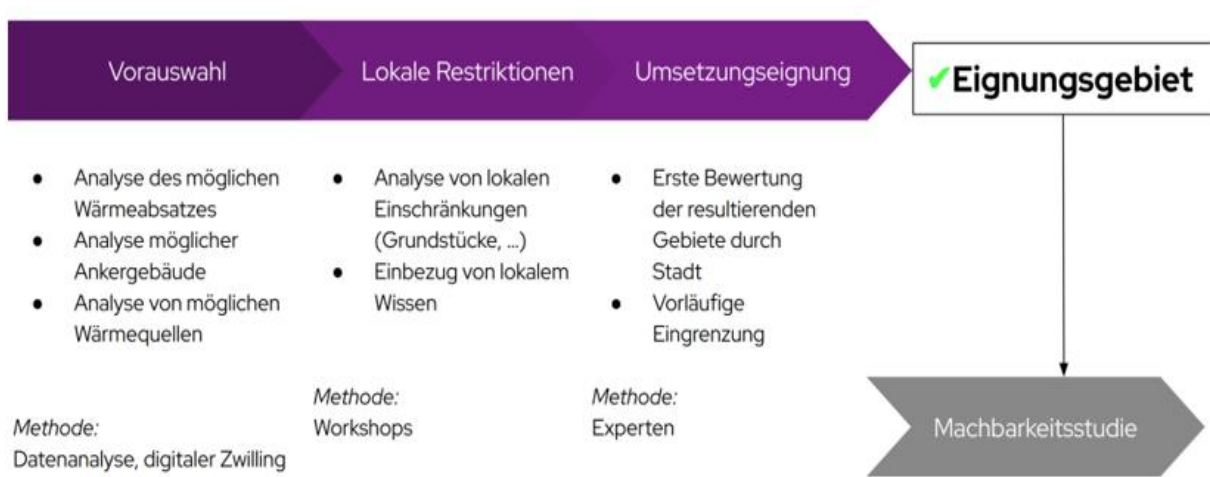 Vorauswahl
Lokale Restriktionen
Umsetzungseignung
✔Eignungsgebiet
● Analyse des möglichen
Wärmeabsatzes
● Analyse möglicher
Ankergebäude
● Analyse von möglichen
Wärmequellen
Methode:
Datenanalyse, digitaler Zwilling
● Analyse von lokalen
Einschränkungen
(Grundstücke, ...)
● Einbezug von lokalem
Wissen
Methode:
Workshops
● Erste Bewertung
der resultierenden
Gebiete durch
Stadt
● Vorläufige
Eingrenzung
Methode:
Experten
Machbarkeitsstudie